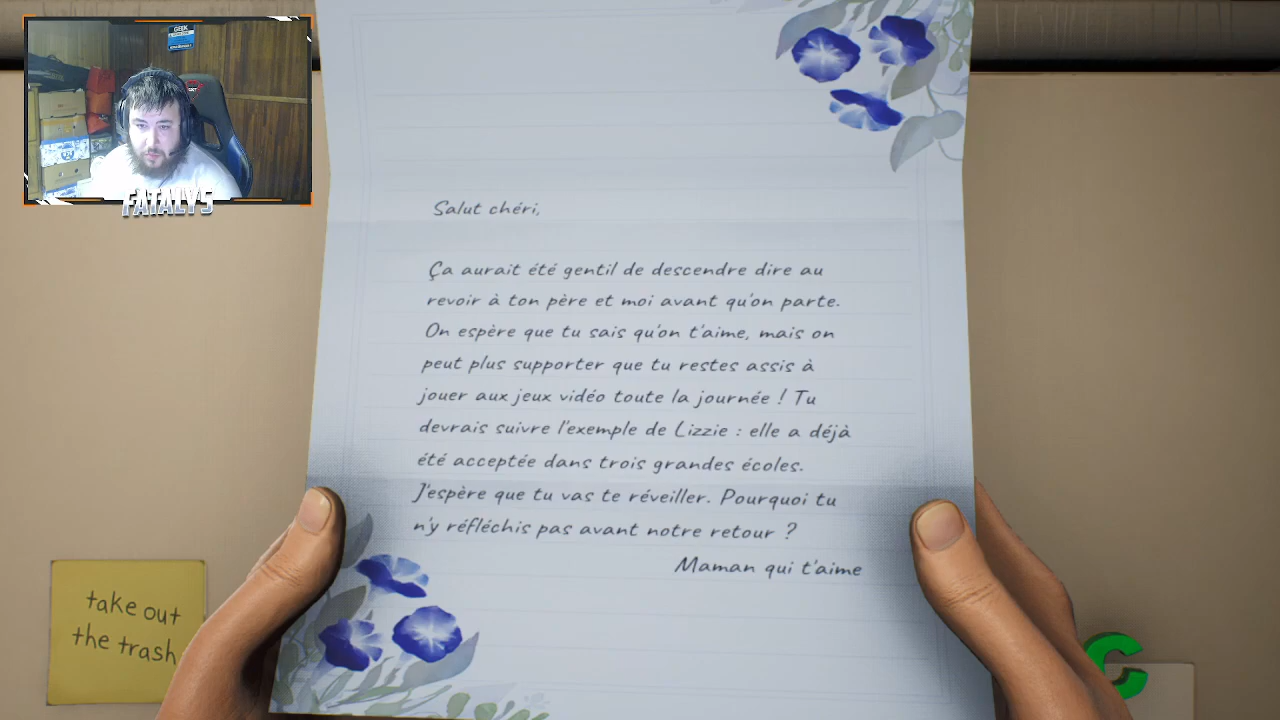 GEEK
FATALYS
Salut chéri,
Ça aurait été gentil de descendre dire au
revoir à ton père et moi avant qu'on parte.
On espère que tu sais qu'on t'aime, mais on
peut plus supporter que tu restes assis à
jouer aux jeux vidéo toute la journée ! Tu
devrais suivre l'exemple de Lizzie : elle a déjà
été acceptée dans trois grandes écoles.
J'espère que tu vas te réveiller. Pourquoi tu
n'y réfléchis pas avant notre retour ?
Maman qui t'aime
take out
the trash
C